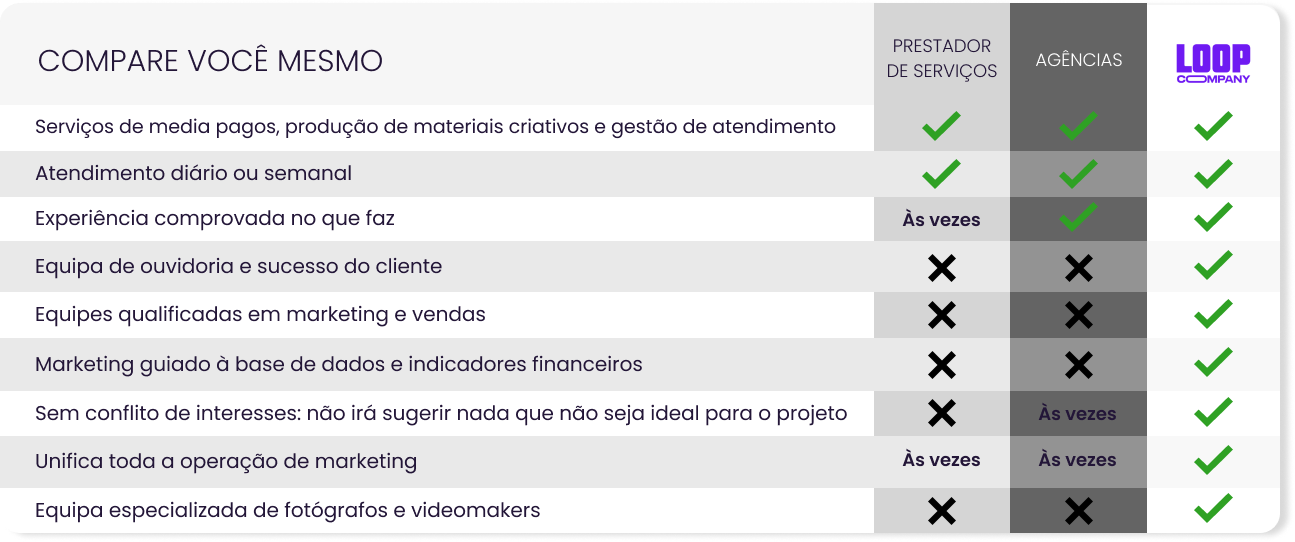 COMPARE VOCÊ MESMO
PRESTADOR
DE SERVIÇOS
AGÊNCIAS
LOOP
COMPANY
Serviços de media pagos, produção de materiais criativos e gestão de atendimento
Atendimento diário ou semanal
Experiência comprovada no que faz
Às vezes
Equipa de ouvidoria e sucesso do cliente
Equipes qualificadas em marketing e vendas
Marketing guiado à base de dados e indicadores financeiros
Sem conflito de interesses: não irá sugerir nada que não seja ideal para o projeto
Às vezes
Unifica toda a operação de marketing
Às vezes
Às vezes
Equipa especializada de fotógrafos e videomakers